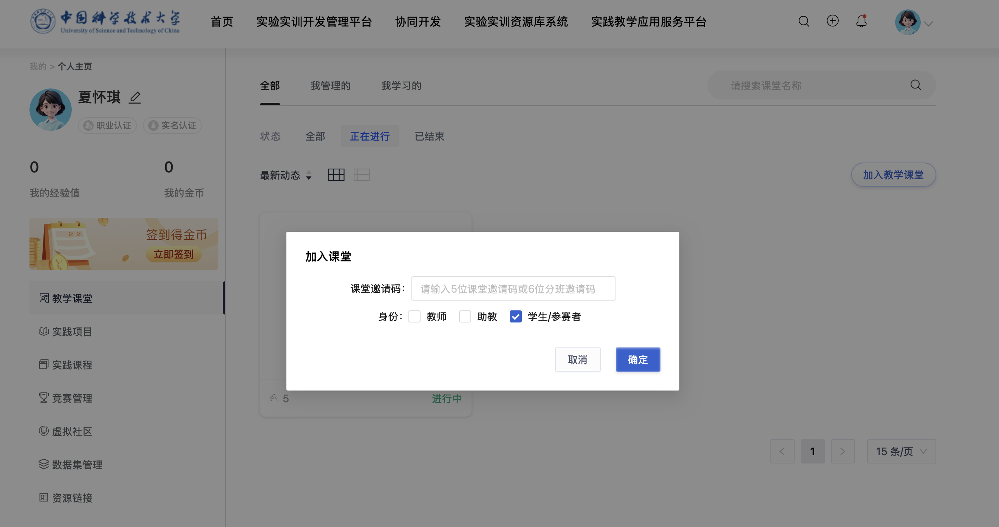 中国科学技术大学
University of Science and Technology of China
首页 实验实训开发管理平台 协同开发 实验实训资源库系统 实践教学应用服务平台
我的 > 个人主页
夏怀琪
职业认证 实名认证
0 0
我的经验值 我的金币
签到得金币
立即签到
教学课堂
实践项目
实践课程
竞赛管理
虚拟社区
数据集管理
资源链接
全部 我管理的 我学习的
请搜索课堂名称
状态 全部 正在进行 已结束
最新动态
加入教学课堂
加入课堂
课堂邀请码: 请输入5位课堂邀请码或6位分班邀请码
身份: 教师 助教 学生/参赛者
取消 确定
5 进行中
< 1 > 15 条/页